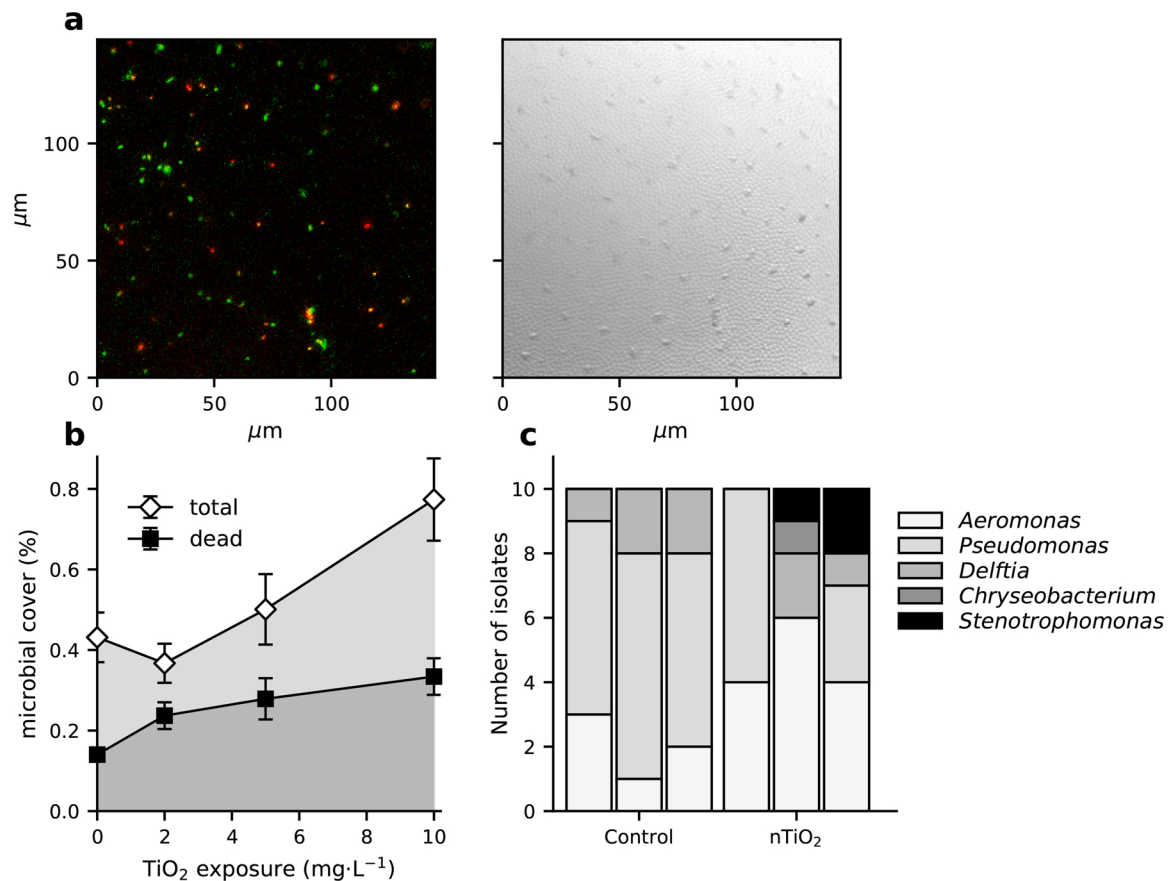 a
100
50
0
μm
0 50 100
μm
0 50 100
μm
b
0.8
0.6
0.4
0.2
0.0
microbial cover (%)
total
dead
0 2 4 6 8 10
TiO₂ exposure (mg·L⁻¹)
c
10
8
6
4
2
0
Number of isolates
Control nTiO₂
Aeromonas
Pseudomonas
Delftia
Chryseobacterium
Stenotrophomonas